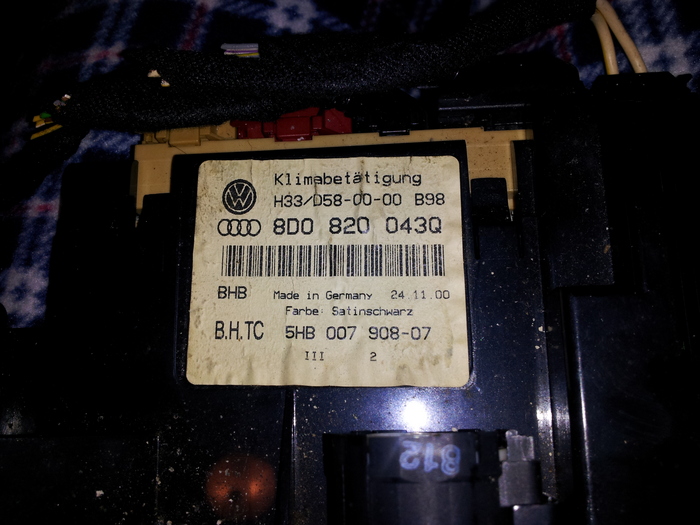 Klimabetätigung
H33/D58-00-00 B98
8D0 820 043Q
BHB Made in Germany 24.11.00
Farbe: Satinschwarz
B.H.TC 5HB 007 908-07
III 2
812